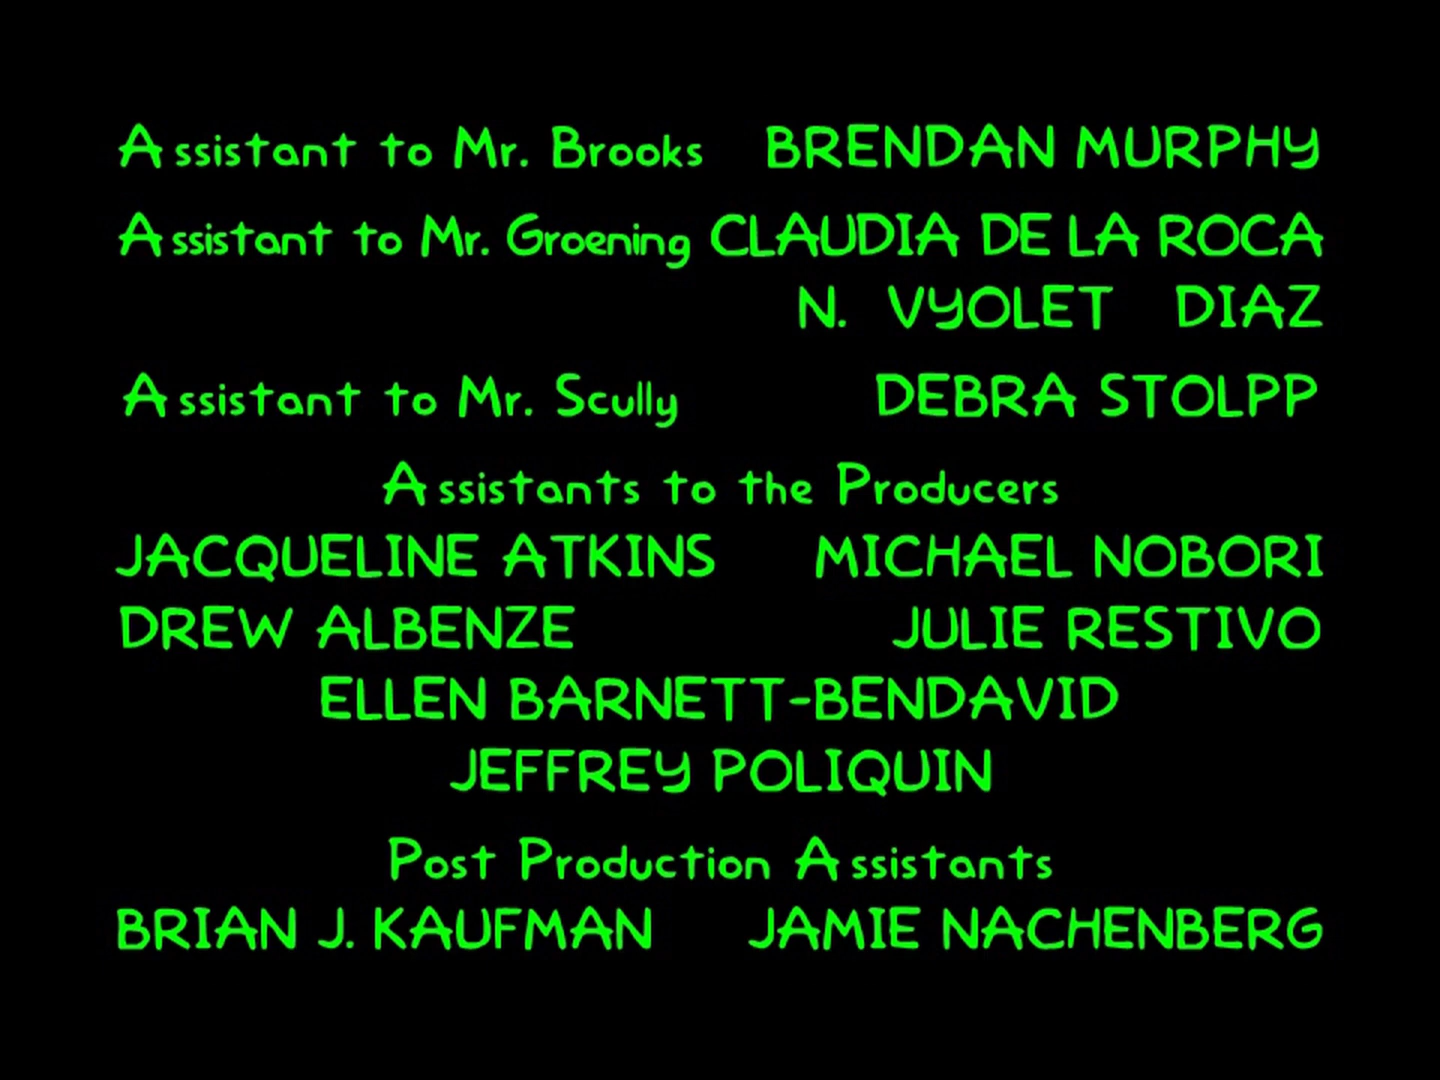 Assistant to Mr. Brooks BRENDAN MURPHY
Assistant to Mr. Groening CLAUDIA DE LA ROCA
N. VYOLET DIAZ
Assistant to Mr. Scully DEBRA STOLPP
Assistants to the Producers
JACQUELINE ATKINS MICHAEL NOBORI
DREW ALBENZE JULIE RESTIVO
ELLEN BARNETT-BENDAVID
JEFFREY POLIQUIN
Post Production Assistants
BRIAN J. KAUFMAN JAMIE NACHENBERG